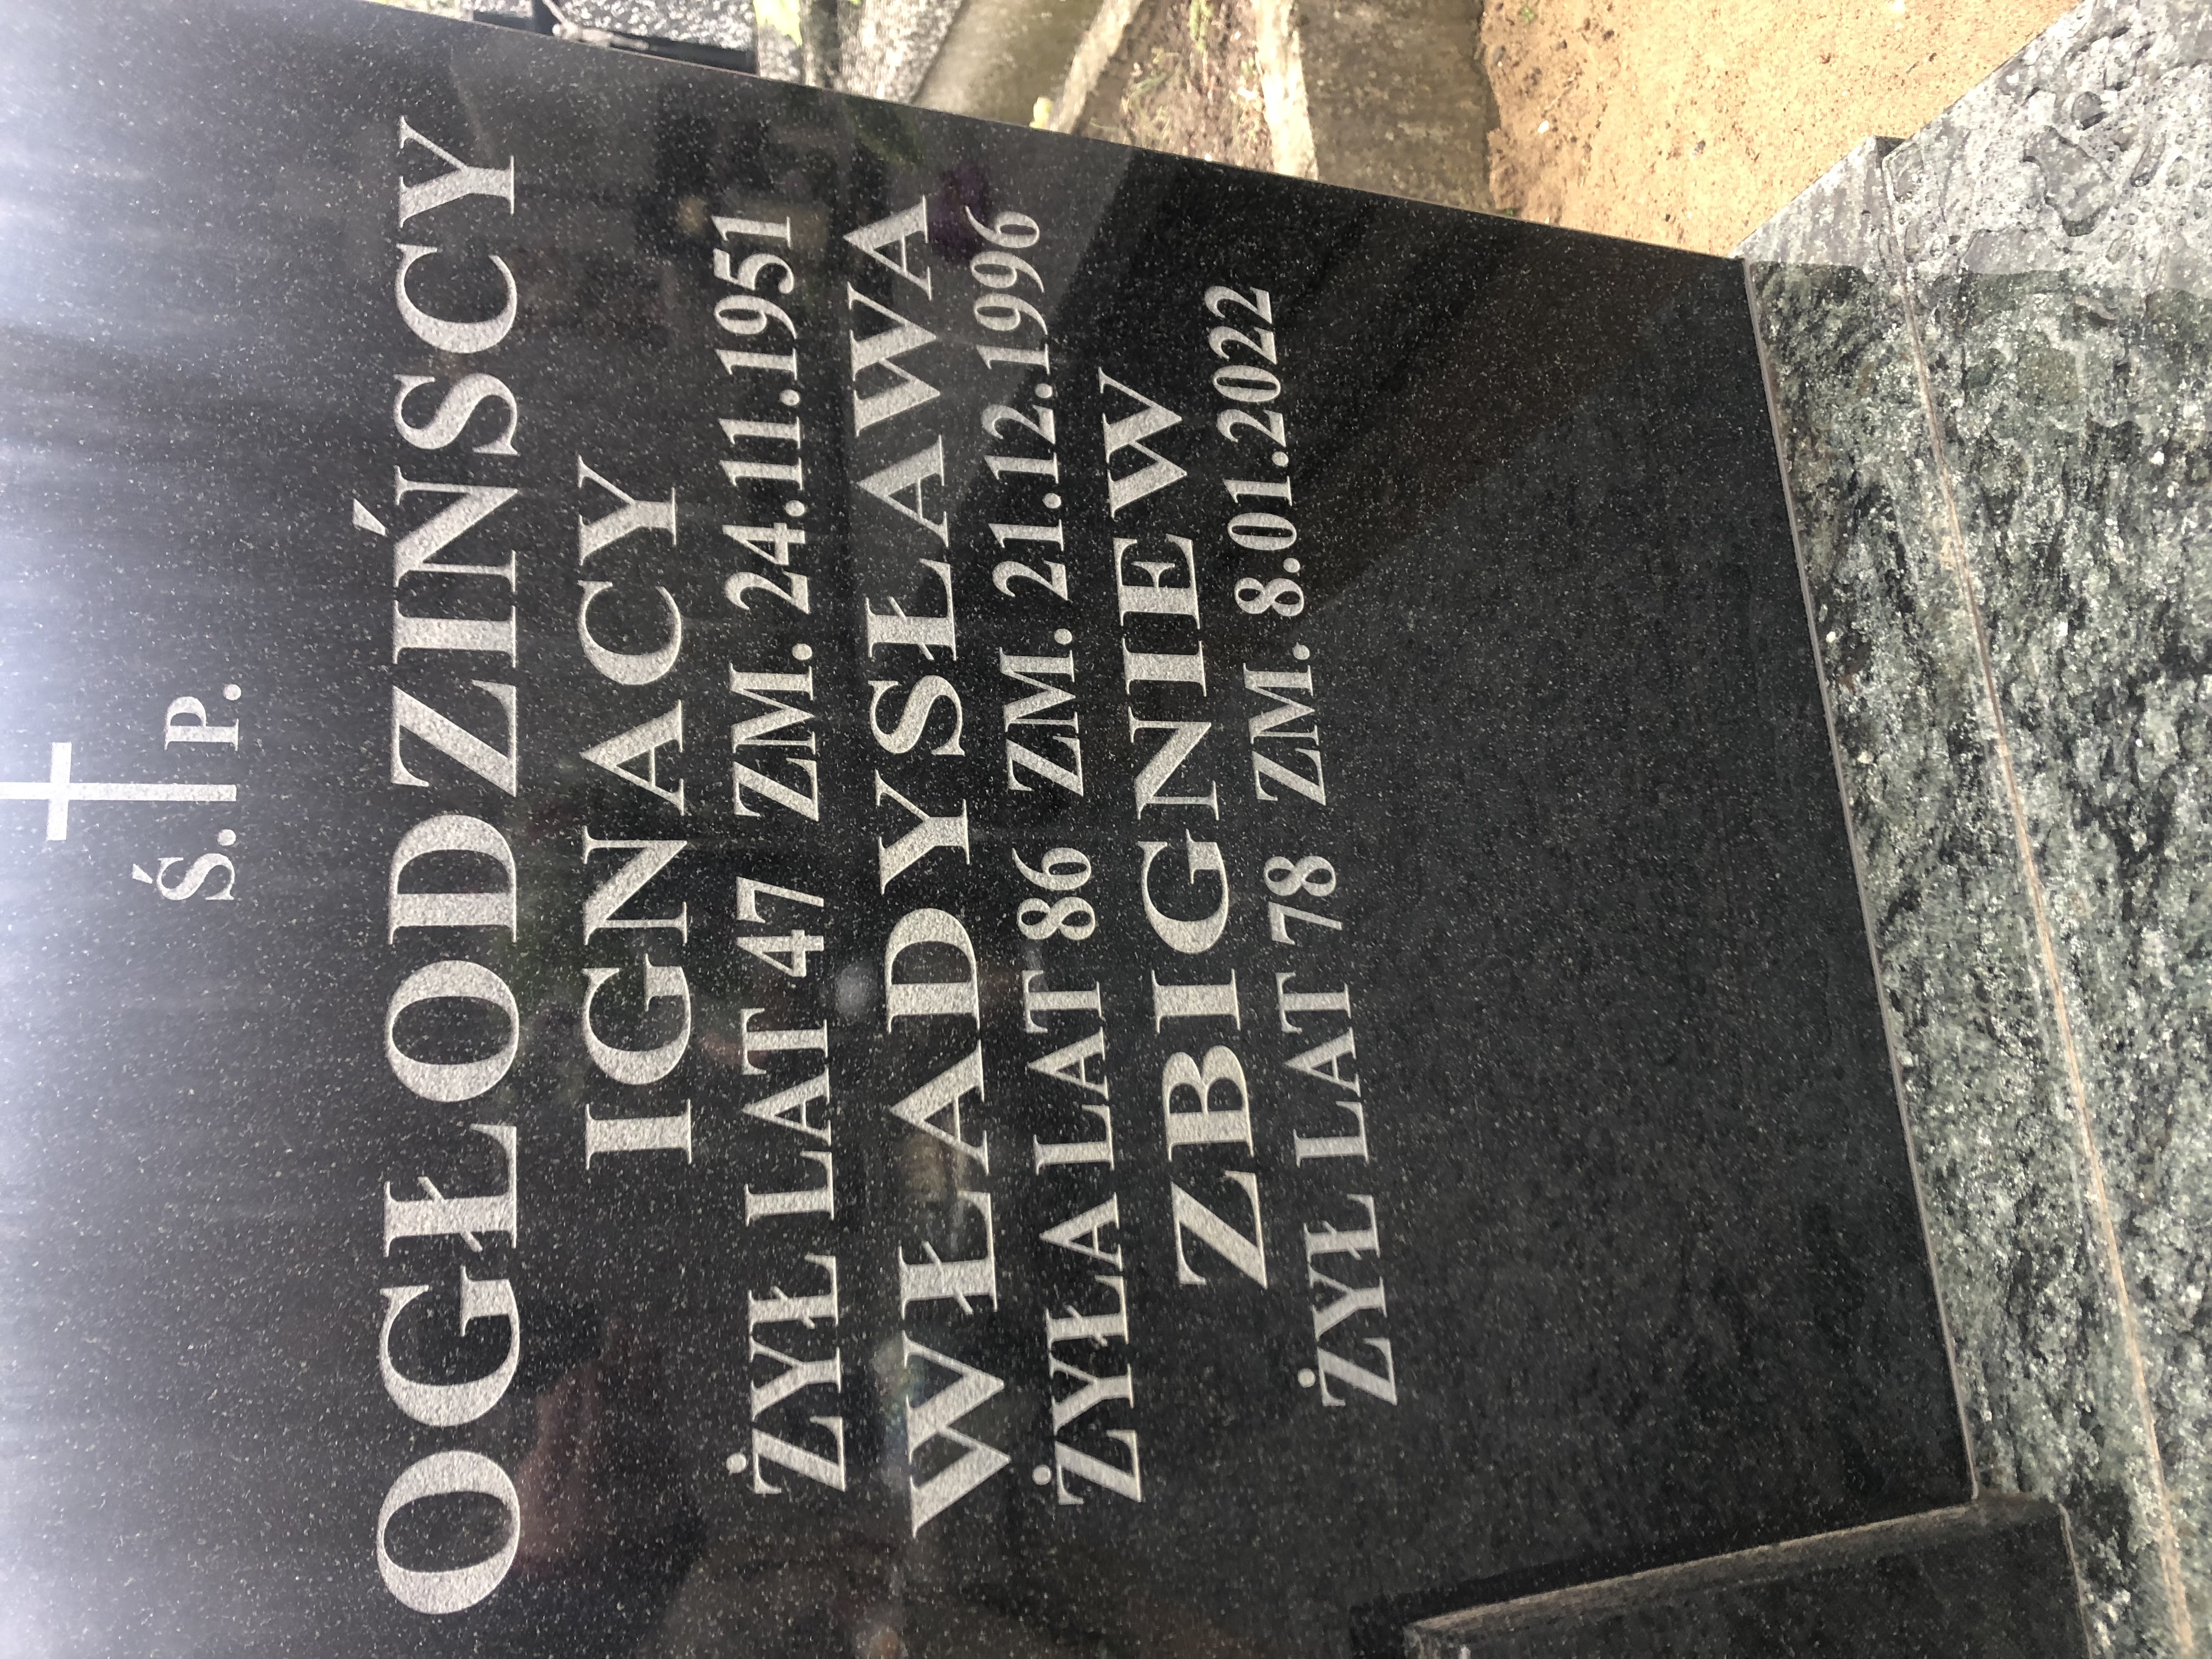 Ś. P.
OGŁODZIŃSCY
IGNACY
ŻYŁ LAT 47 ZM. 24.11.1951
WŁADYSŁAWA
ŻYŁA LAT 86 ZM. 21.12.1996
ZBIGNIEW
ŻYŁ LAT 78 ZM. 8.01.2022